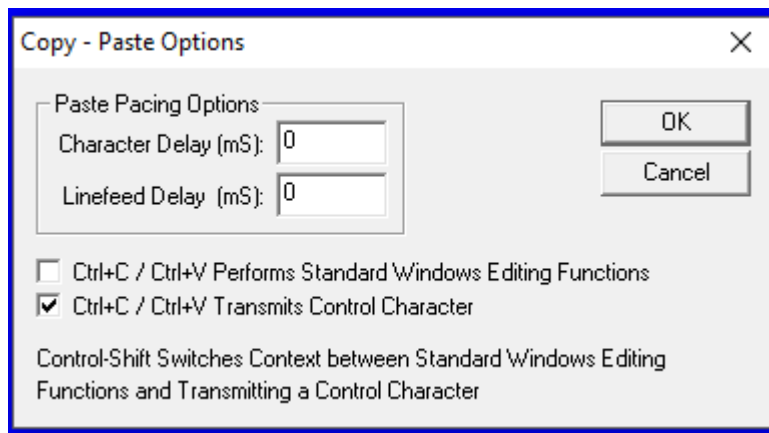 Copy - Paste Options
Paste Pacing Options
Character Delay (mS): 0
Linefeed Delay (mS): 0
OK
Cancel
Ctrl+C / Ctrl+V Performs Standard Windows Editing Functions
Ctrl+C / Ctrl+V Transmits Control Character
Control-Shift Switches Context between Standard Windows Editing
Functions and Transmitting a Control Character